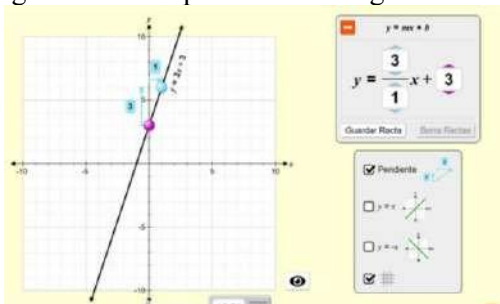 y
10
5
-5
-10
-10
-5
5
10
x
1
3
y = 3x + 3
y = mx + b
y = 3/1 x + 3
Guardar Recta
Borra Rectas
Pendiente
y = x
y = -x